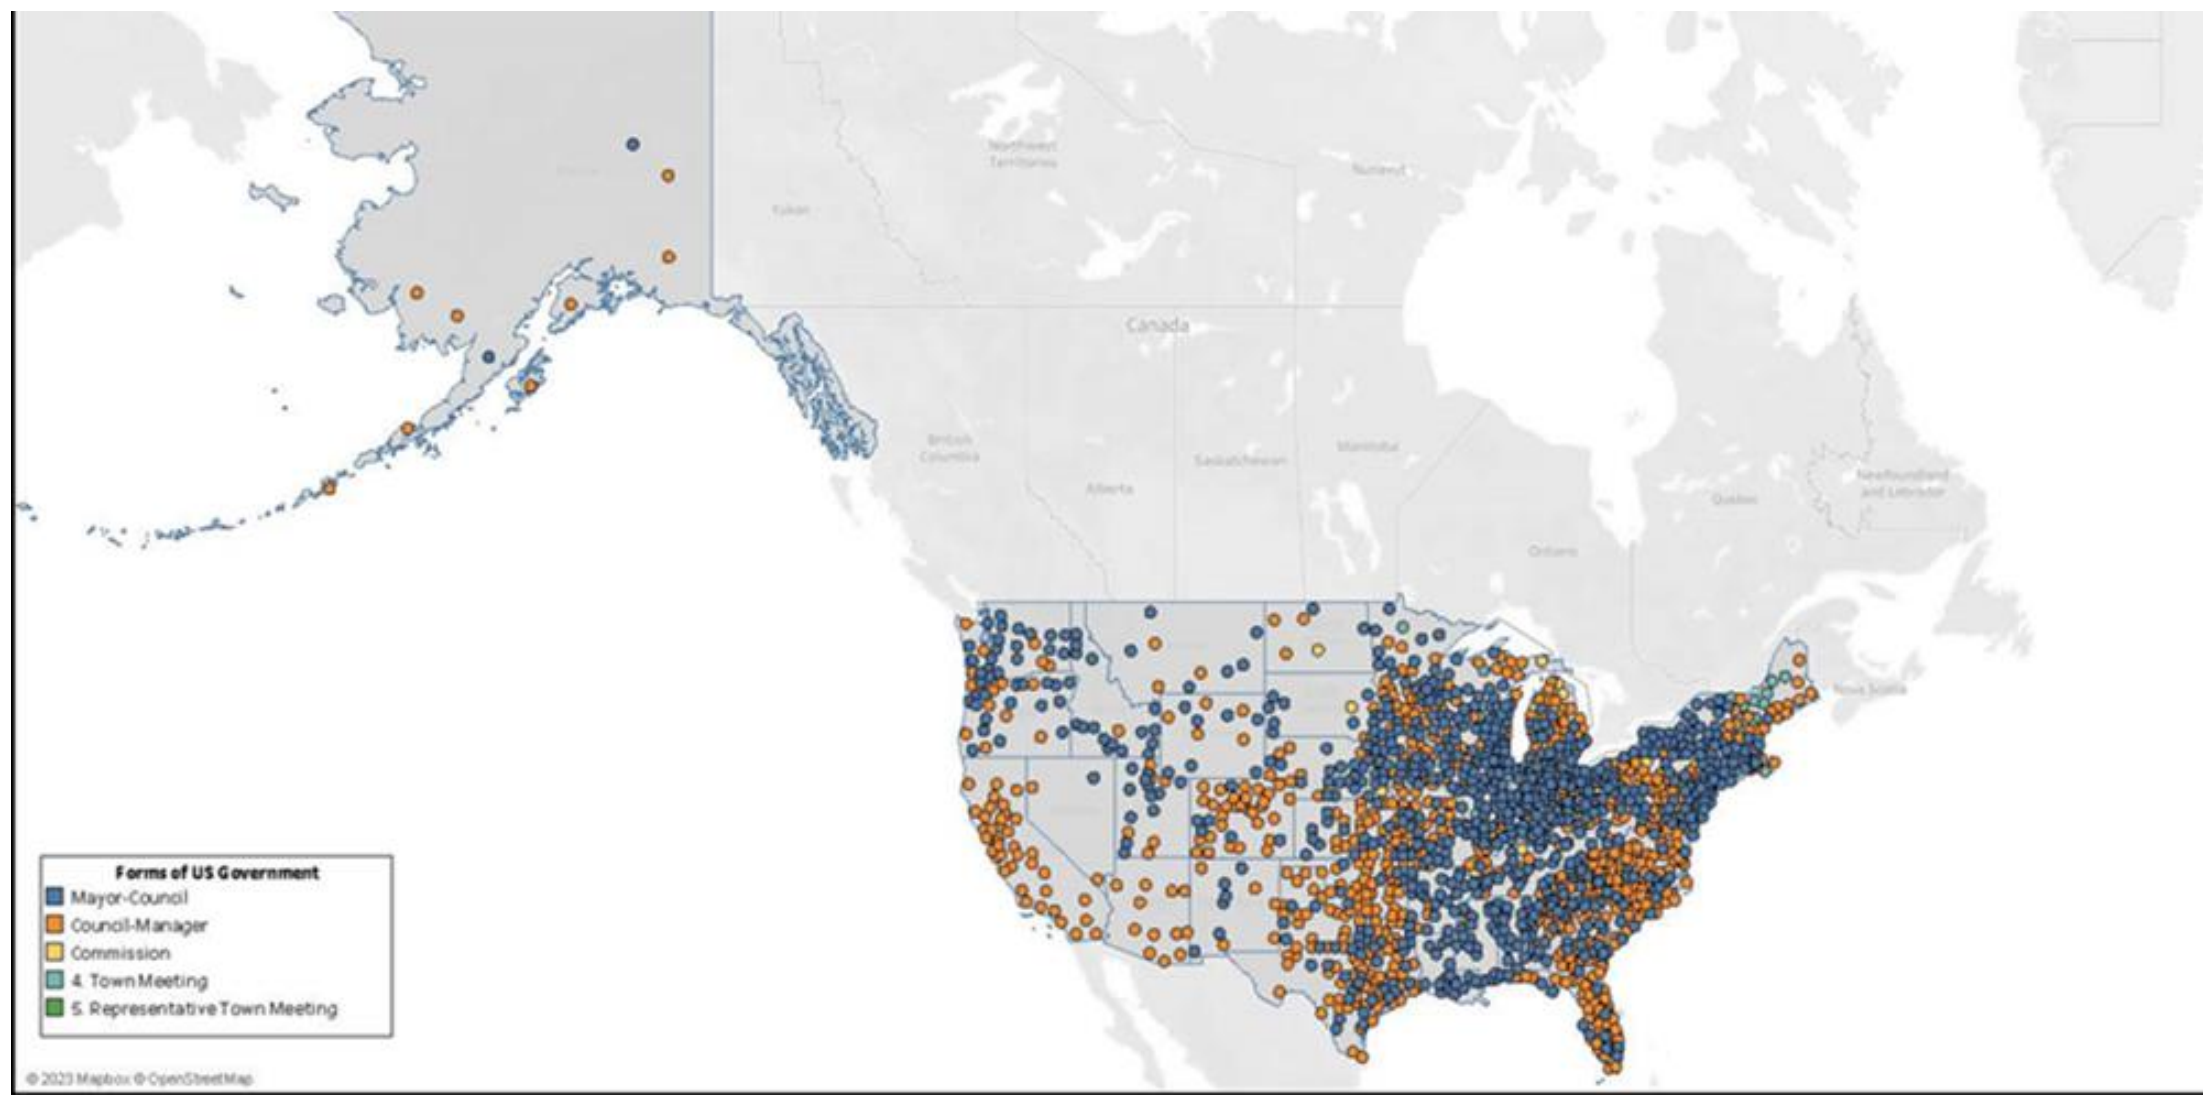 Northwest
Territories
Nunavut
Yukon
Canada
British
Columbia
Alberta
Saskatchewan
Manitoba
Ontario
Quebec
Newfoundland
and Labrador
Nova Scotia
Forms of US Government
Mayor-Council
Council-Manager
Commission
4. Town Meeting
5. Representative Town Meeting
© 2023 Mapbox © OpenStreetMap